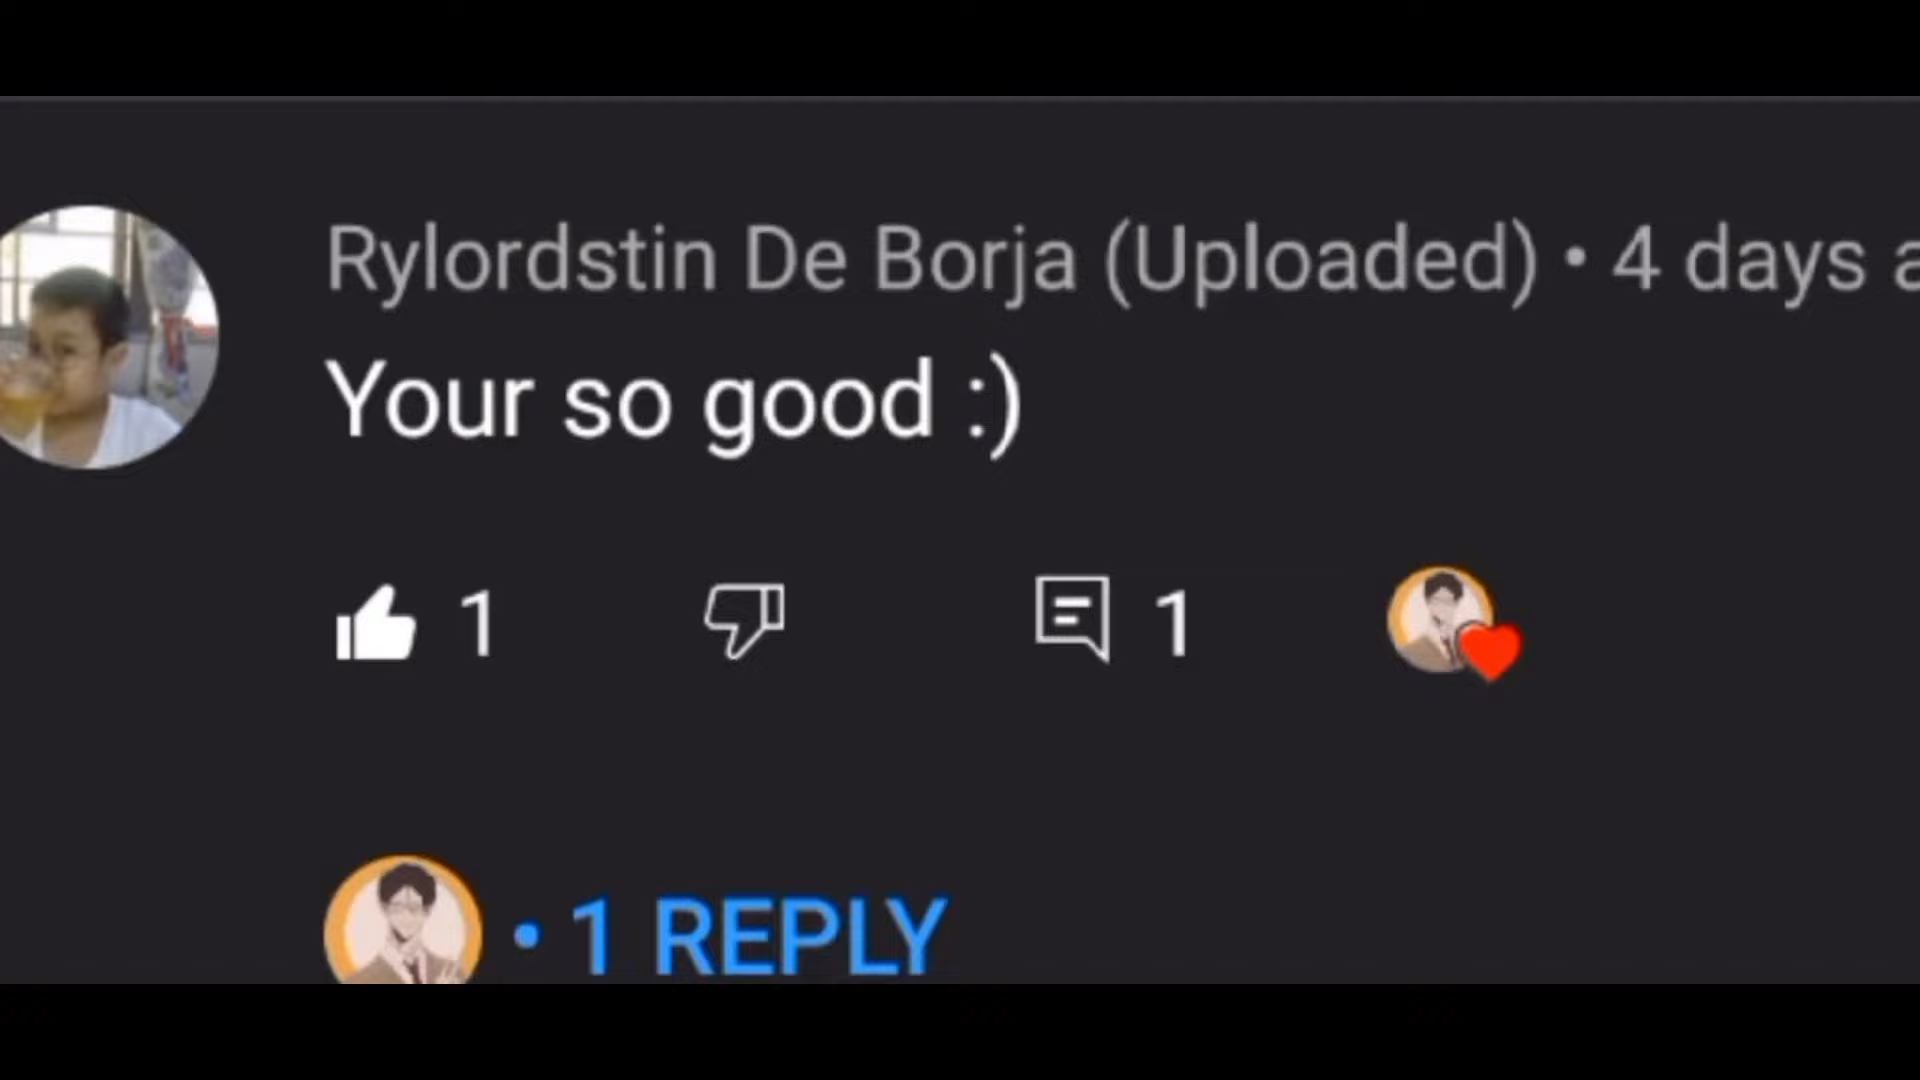 Rylordstin De Borja (Uploaded) • 4 days a
Your so good :)
1 1
• 1 REPLY